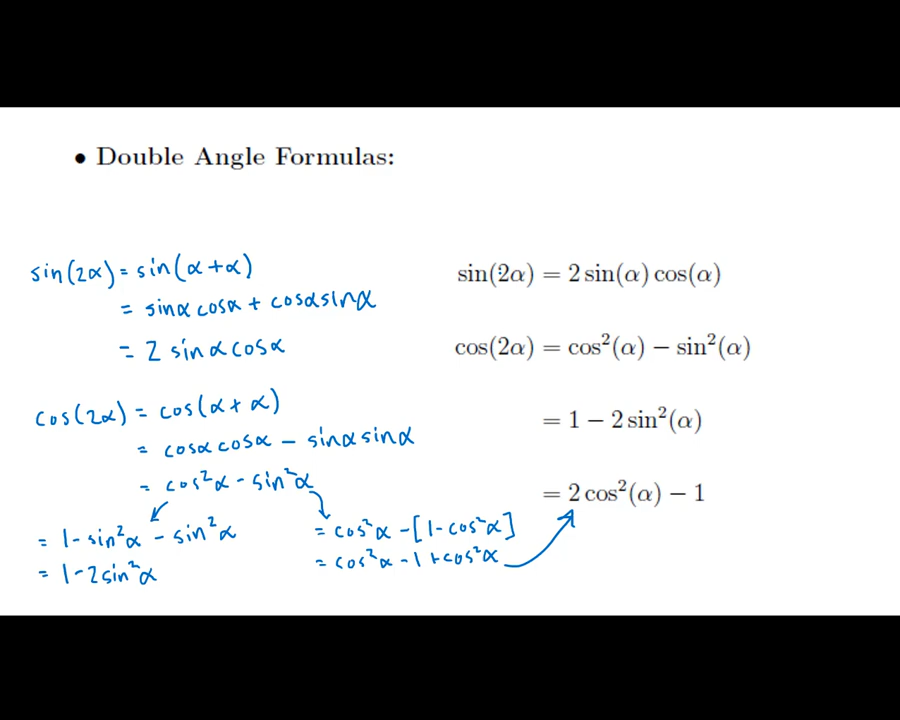 • Double Angle Formulas:
sin(2α) = sin(α + α)
= sinα cosα + cosα sinα
= 2 sinα cosα
cos(2α) = cos(α + α)
= cosα cosα − sinα sinα
= cos²α − sin²α
= 1 − sin²α − sin²α
= 1 − 2sin²α
= cos²α − [1 − cos²α]
= cos²α − 1 + cos²α
sin(2α) = 2 sin(α) cos(α)
cos(2α) = cos²(α) − sin²(α)
= 1 − 2 sin²(α)
= 2 cos²(α) − 1